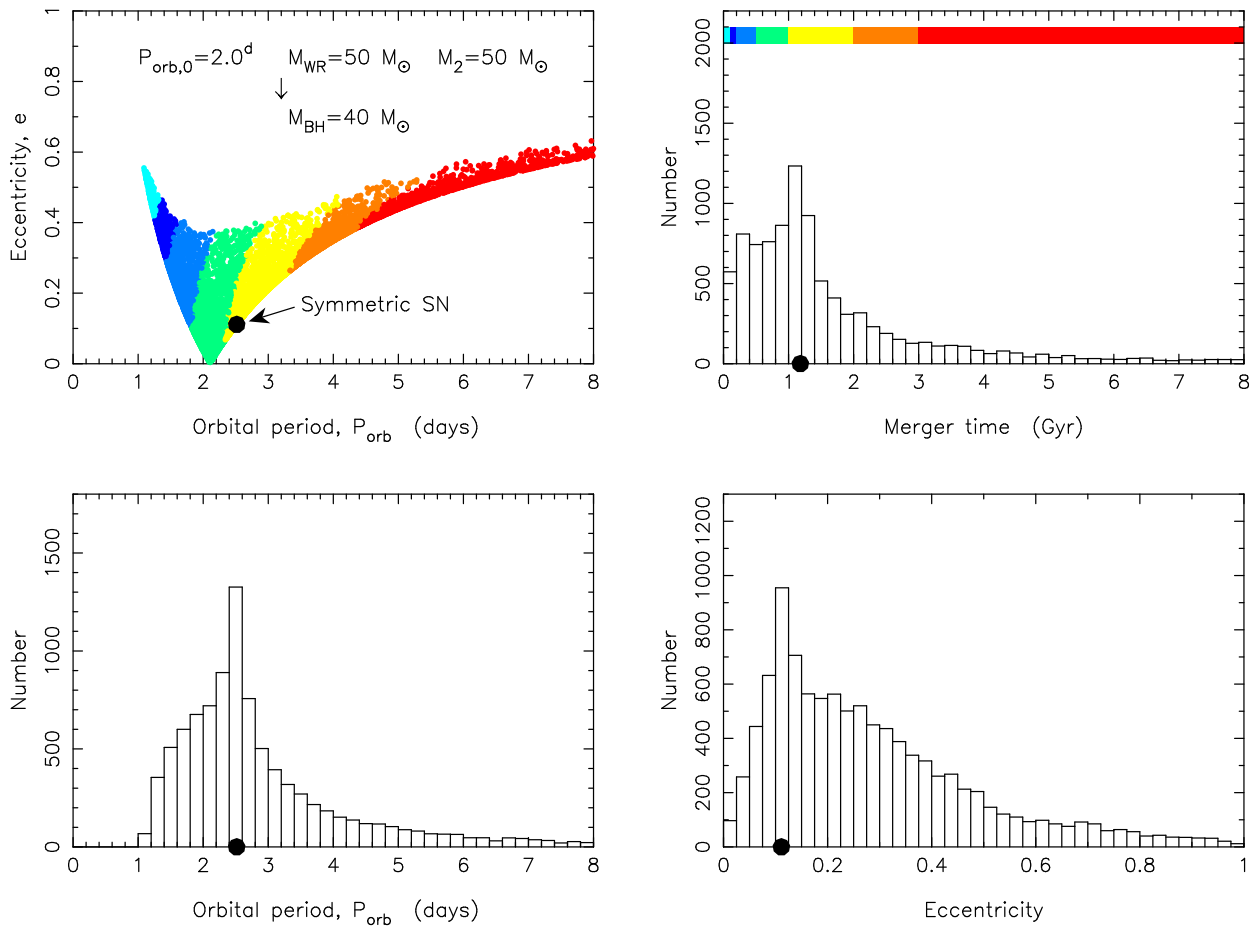 P_orb,0=2.0^d M_WR=50 M_⊙ M_2=50 M_⊙
↓
M_BH=40 M_⊙
Symmetric SN
Eccentricity, e
0 0.2 0.4 0.6 0.8 1
0 1 2 3 4 5 6 7 8
Orbital period, P_orb (days)
Number
0 500 1000 1500 2000
0 1 2 3 4 5 6 7 8
Merger time (Gyr)
Number
0 500 1000 1500
0 1 2 3 4 5 6 7 8
Orbital period, P_orb (days)
Number
0 200 400 600 800 1000 1200
0 0.2 0.4 0.6 0.8 1
Eccentricity